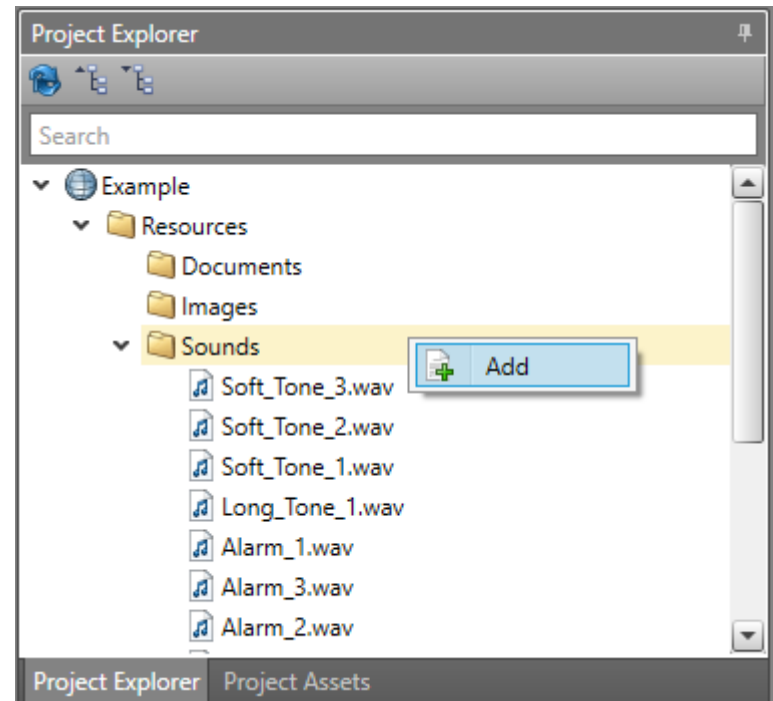 Project Explorer
Search
Example
Resources
Documents
Images
Sounds
Add
Soft_Tone_3.wav
Soft_Tone_2.wav
Soft_Tone_1.wav
Long_Tone_1.wav
Alarm_1.wav
Alarm_3.wav
Alarm_2.wav
Project Explorer Project Assets